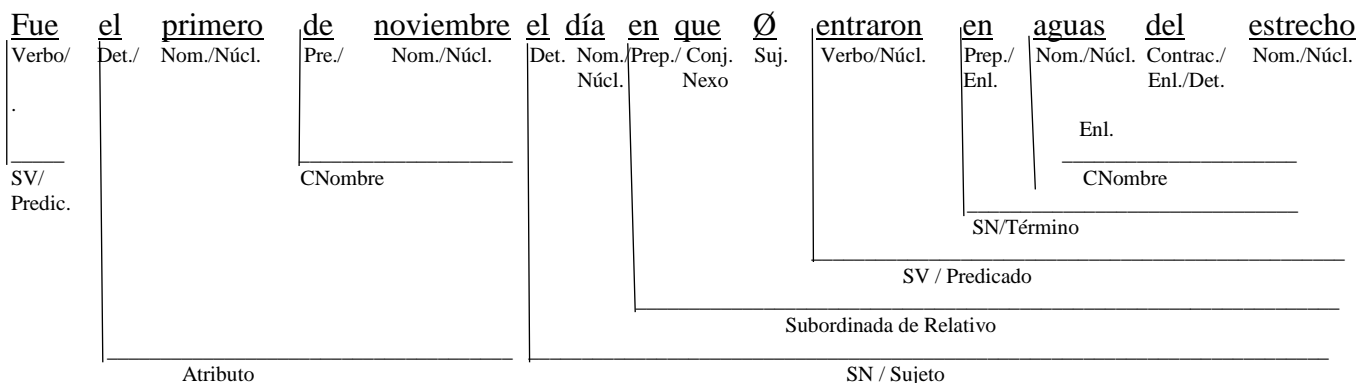 Fue el primero de noviembre el día en que Ø entraron en aguas del estrecho
Verbo/ Det./ Nom./Núcl. Pre./ Nom./Núcl. Det. Nom./Prep./ Conj. Suj. Verbo/Núcl. Prep./ Nom./Núcl. Contrac./ Nom./Núcl.
Núcl. Nexo Enl. Enl./Det.
.
Enl.
SV/ CNombre CNombre
Predic.
SN/Término
SV / Predicado
Subordinada de Relativo
Atributo SN / Sujeto